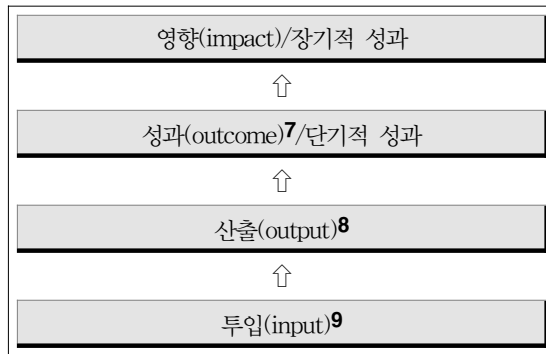 영향(impact)/장기적 성과
⇧
성과(outcome)7/단기적 성과
⇧
산출(output)8
⇧
투입(input)9